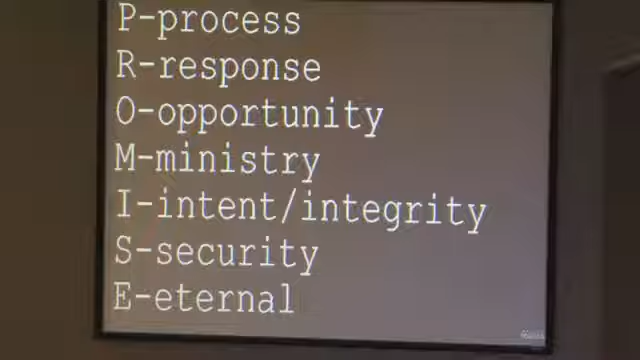 P-process
R-response
O-opportunity
M-ministry
I-intent/integrity
S-security
E-eternal